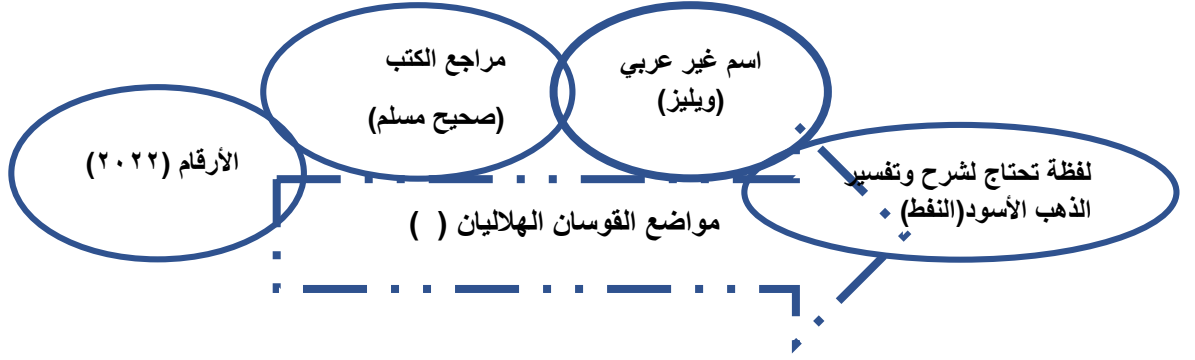 اسم غير عربي
(ويليز)
مراجع الكتب
(صحيح مسلم)
لفظة تحتاج لشرح وتفسير
الذهب الأسود(النفط)
الأرقام (٢٠٢٢)
مواضع القوسان الهلاليان ( )